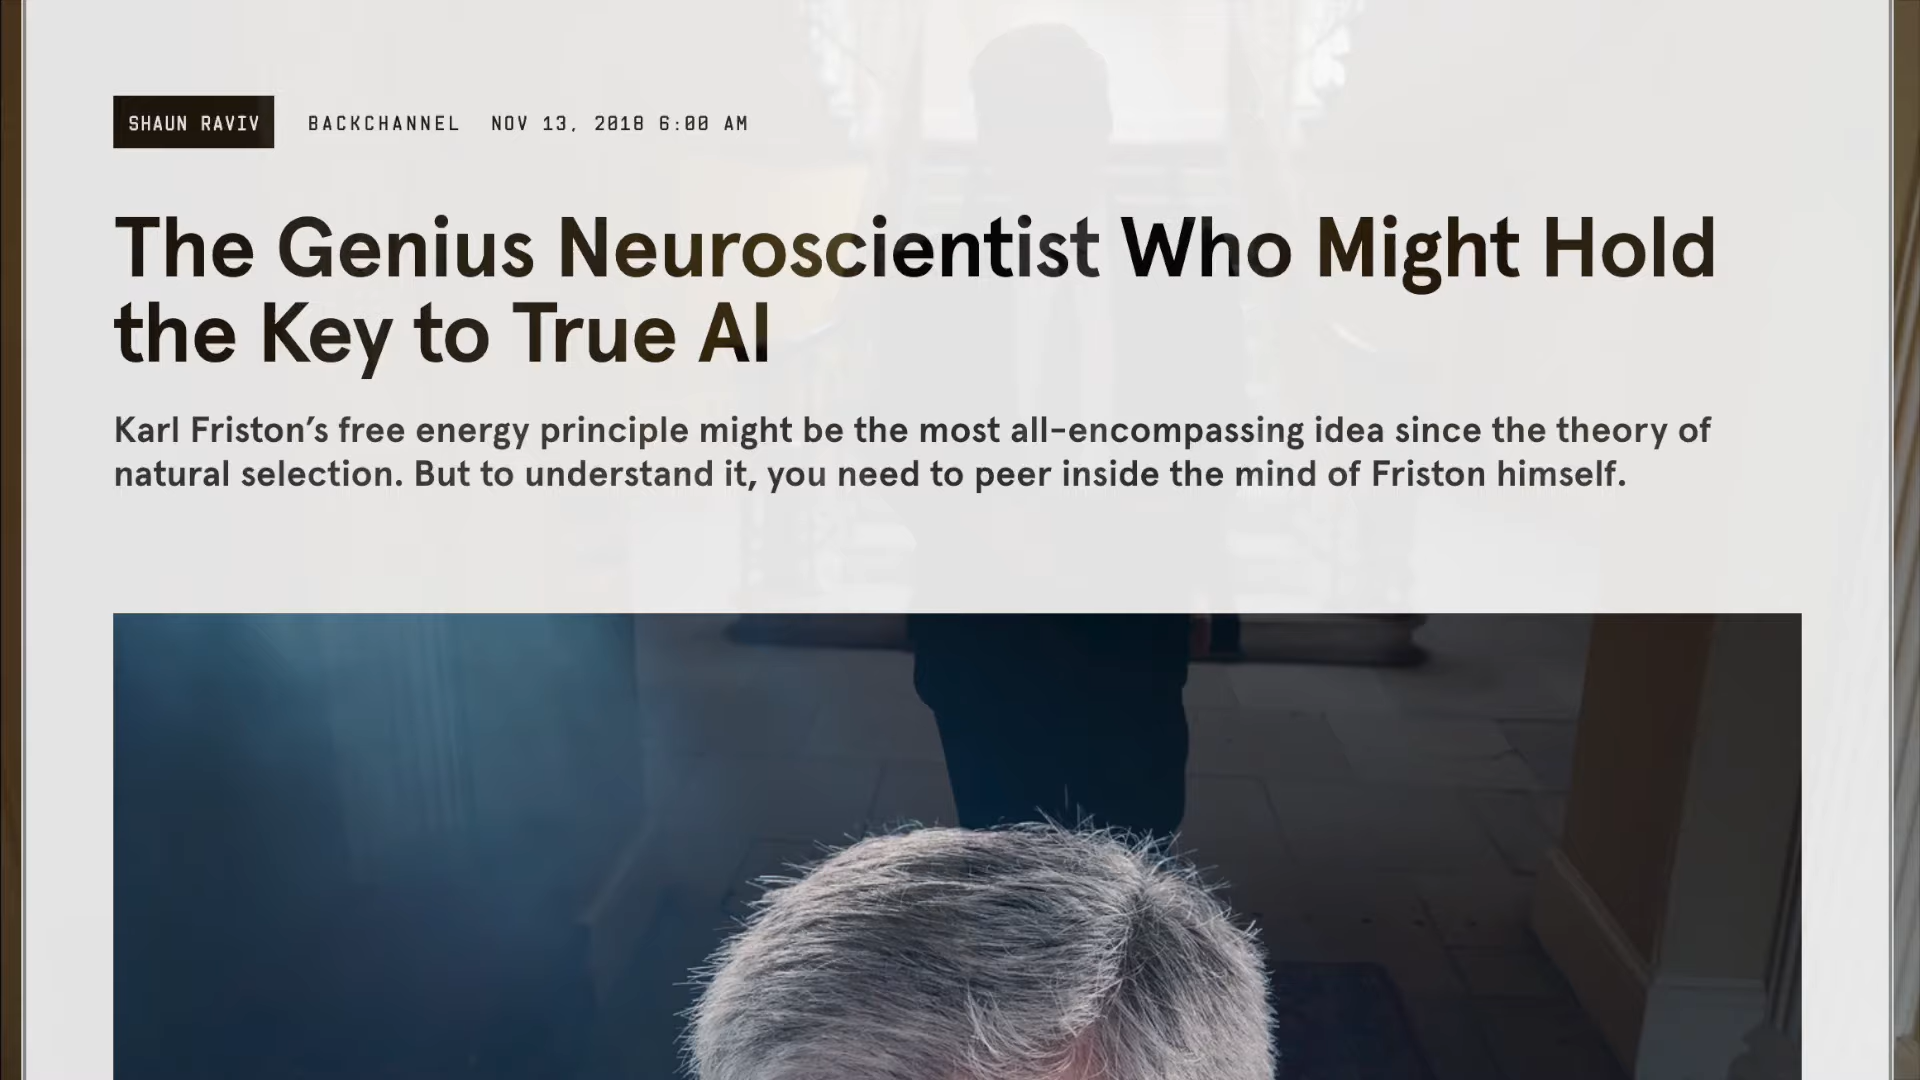 SHAUN RAVIV BACKCHANNEL NOV 13, 2018 6:00 AM
The Genius Neuroscientist Who Might Hold
the Key to True AI
Karl Friston’s free energy principle might be the most all-encompassing idea since the theory of
natural selection. But to understand it, you need to peer inside the mind of Friston himself.